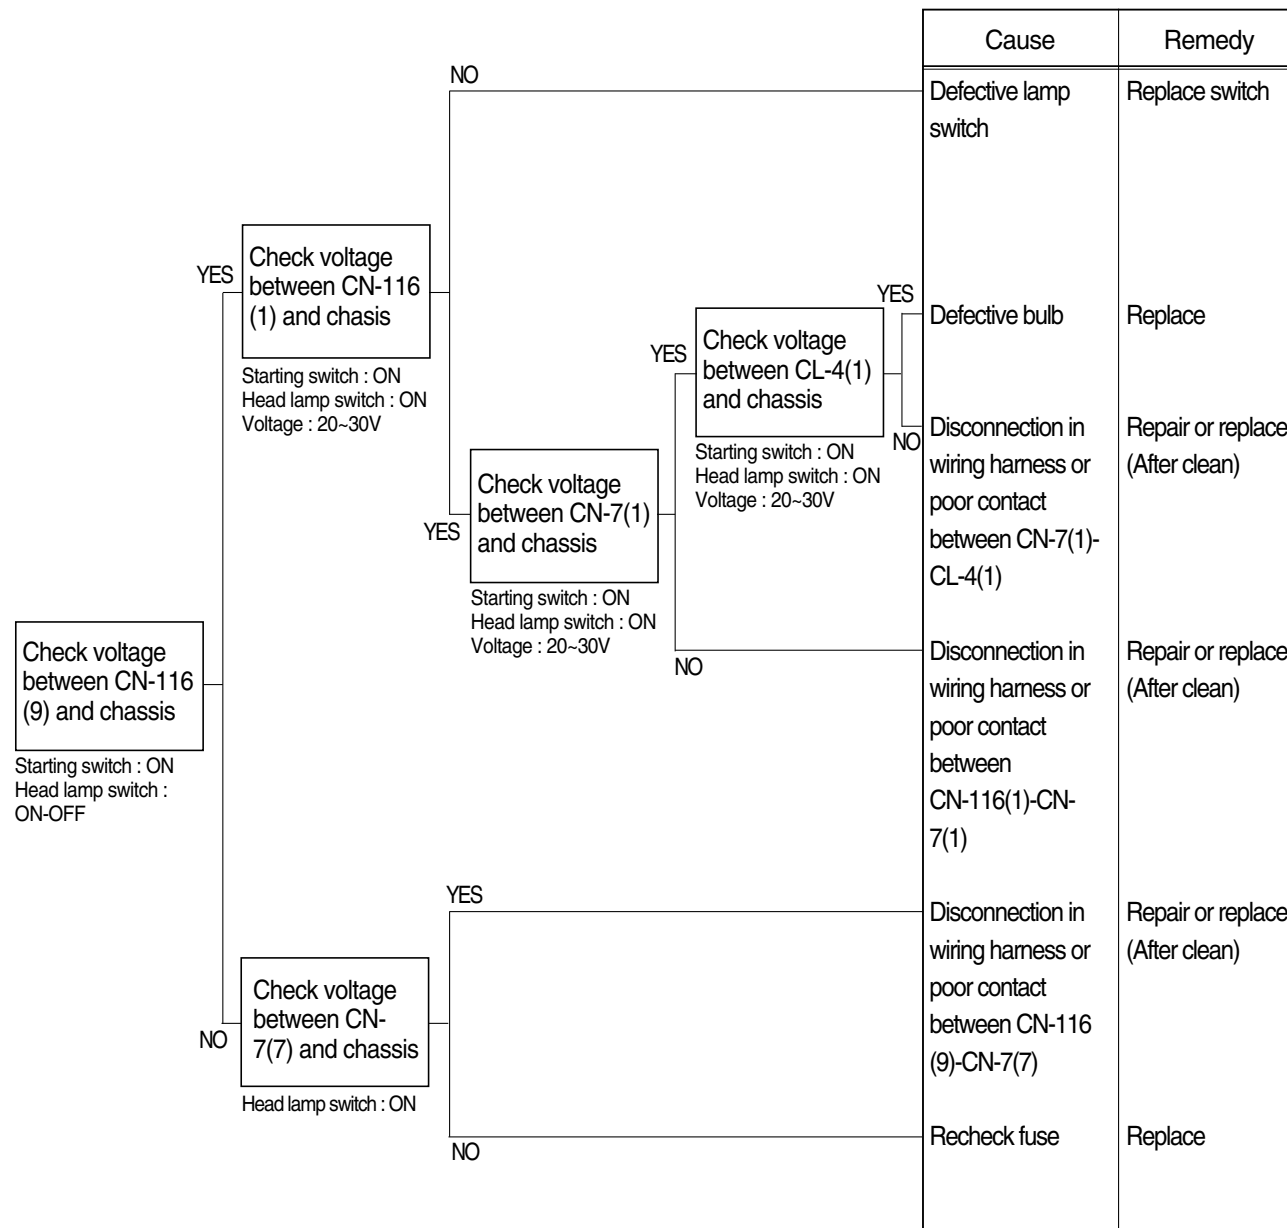 Cause
Remedy
NO
Defective lamp
switch
Replace switch
YES
Check voltage
between CN-116
(1) and chasis
Starting switch : ON
Head lamp switch : ON
Voltage : 20~30V
YES
Defective bulb
Replace
YES
Check voltage
between CL-4(1)
and chassis
Starting switch : ON
Head lamp switch : ON
Voltage : 20~30V
NO
Disconnection in
wiring harness or
poor contact
between CN-7(1)-
CL-4(1)
Repair or replace
(After clean)
YES
Check voltage
between CN-7(1)
and chassis
Starting switch : ON
Head lamp switch : ON
Voltage : 20~30V
NO
Disconnection in
wiring harness or
poor contact
between
CN-116(1)-CN-
7(1)
Repair or replace
(After clean)
Check voltage
between CN-116
(9) and chassis
Starting switch : ON
Head lamp switch :
ON-OFF
YES
Disconnection in
wiring harness or
poor contact
between CN-116
(9)-CN-7(7)
Repair or replace
(After clean)
NO
Check voltage
between CN-
7(7) and chassis
Head lamp switch : ON
NO
Recheck fuse
Replace